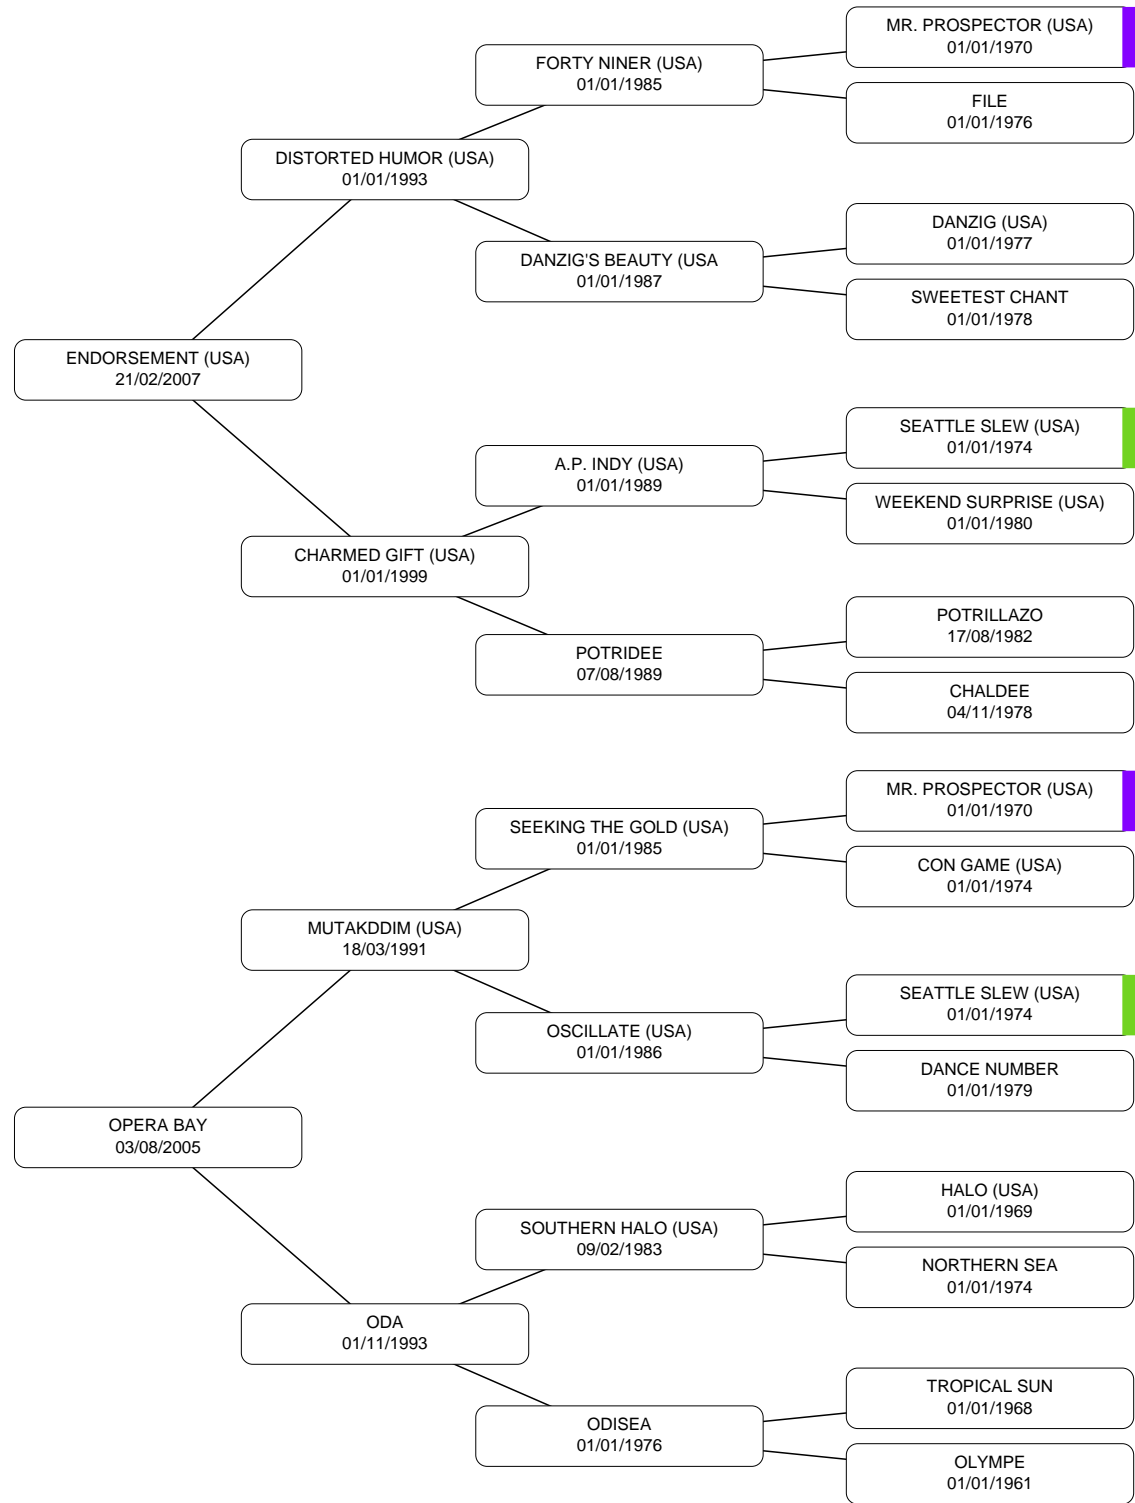 MR. PROSPECTOR (USA)
01/01/1970
FORTY NINER (USA)
01/01/1985
FILE
01/01/1976
DISTORTED HUMOR (USA)
01/01/1993
DANZIG (USA)
01/01/1977
DANZIG'S BEAUTY (USA
01/01/1987
SWEETEST CHANT
01/01/1978
ENDORSEMENT (USA)
21/02/2007
SEATTLE SLEW (USA)
01/01/1974
A.P. INDY (USA)
01/01/1989
WEEKEND SURPRISE (USA)
01/01/1980
CHARMED GIFT (USA)
01/01/1999
POTRILLAZO
17/08/1982
POTRIDEE
07/08/1989
CHALDEE
04/11/1978
MR. PROSPECTOR (USA)
01/01/1970
SEEKING THE GOLD (USA)
01/01/1985
CON GAME (USA)
01/01/1974
MUTAKDDIM (USA)
18/03/1991
SEATTLE SLEW (USA)
01/01/1974
OSCILLATE (USA)
01/01/1986
DANCE NUMBER
01/01/1979
OPERA BAY
03/08/2005
HALO (USA)
01/01/1969
SOUTHERN HALO (USA)
09/02/1983
NORTHERN SEA
01/01/1974
ODA
01/11/1993
TROPICAL SUN
01/01/1968
ODISEA
01/01/1976
OLYMPE
01/01/1961